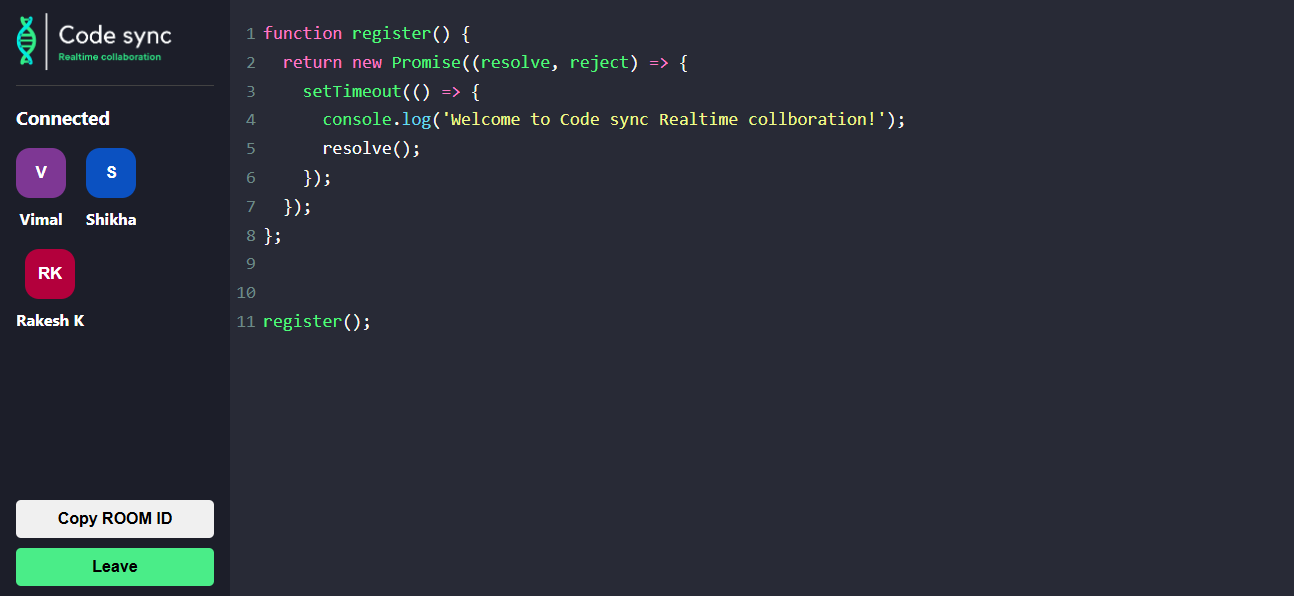 Code sync
Realtime collaboration
Connected
V
S
Vimal
Shikha
RK
Rakesh K
Copy ROOM ID
Leave
1 function register() {
2   return new Promise((resolve, reject) => {
3     setTimeout(() => {
4       console.log('Welcome to Code sync Realtime collboration!');
5       resolve();
6     });
7   });
8 };
9
10
11 register();